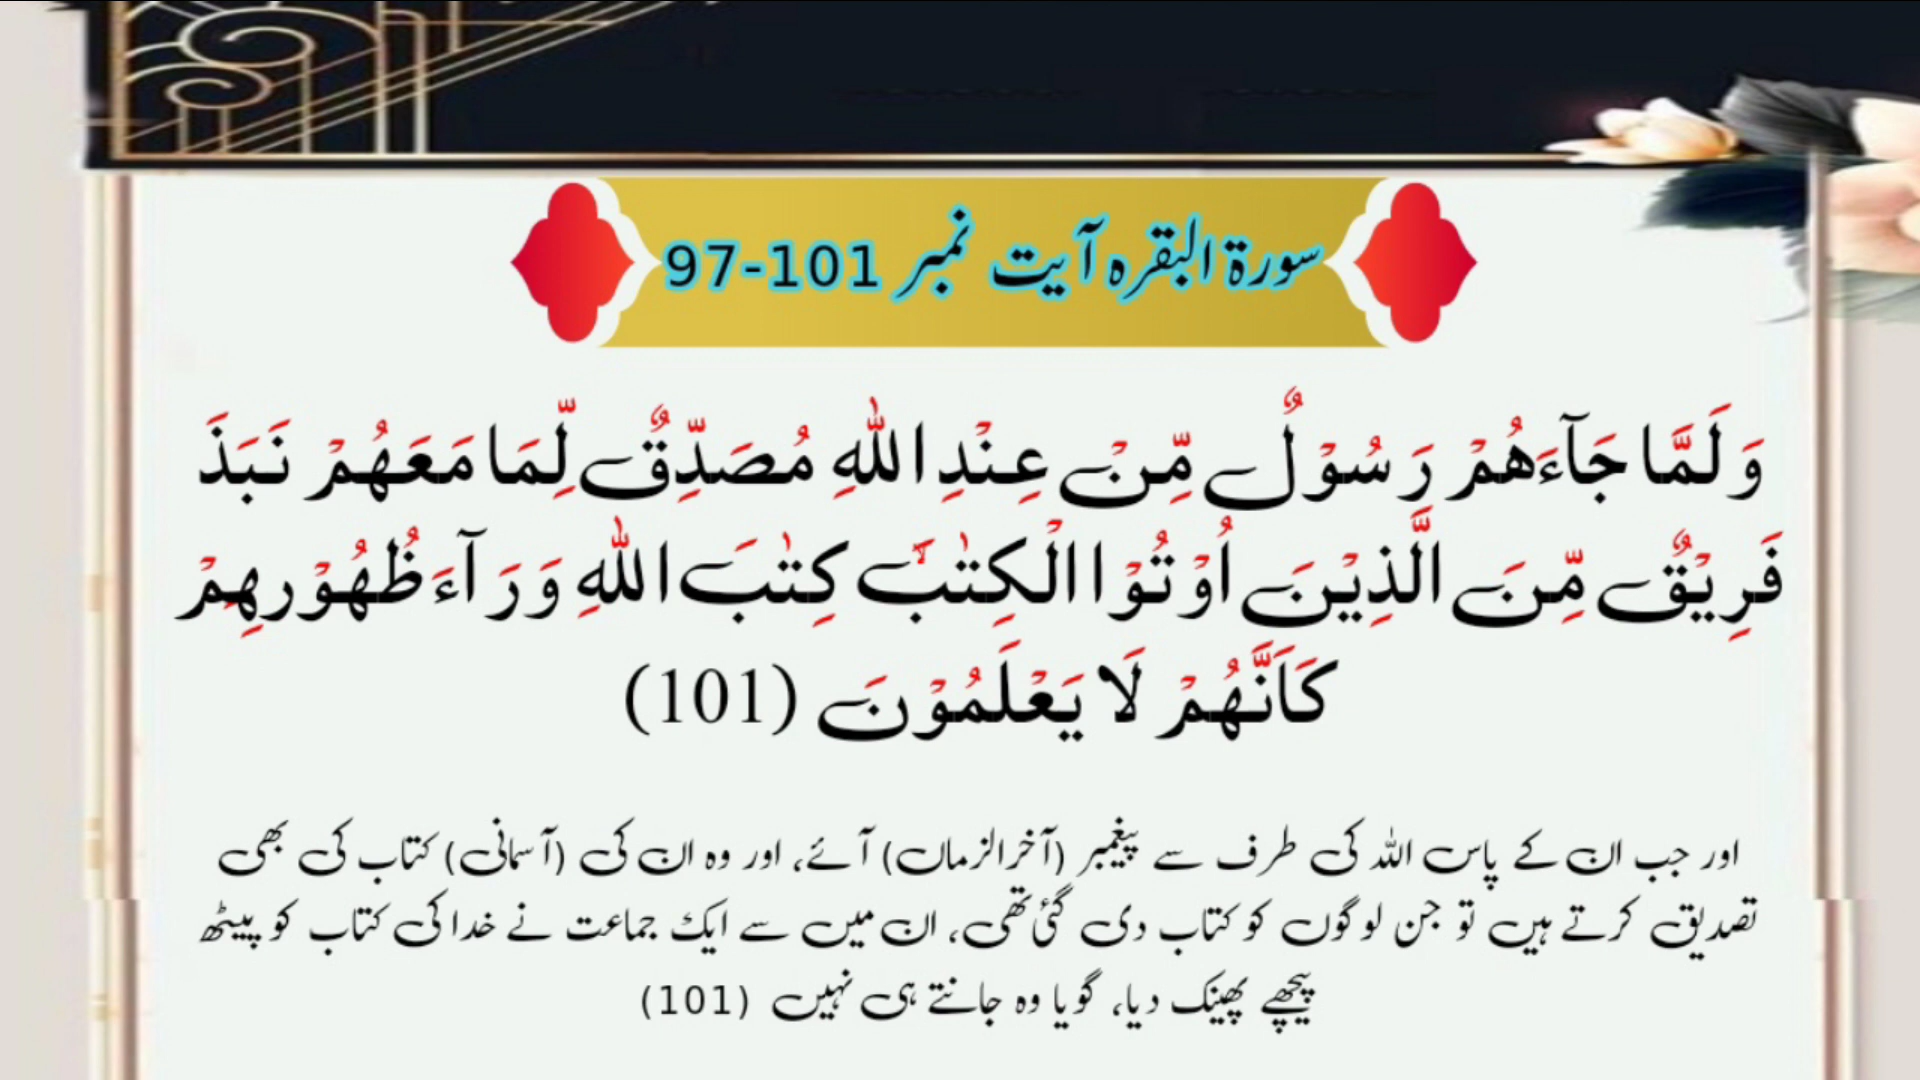 سورۃ البقرہ آیت نمبر 101-97
وَ لَمَّا جَآءَهُمْ رَسُوْلٌ مِّنْ عِنْدِ اللّٰهِ مُصَدِّقٌ لِّمَا مَعَهُمْ نَبَذَ
فَرِیْقٌ مِّنَ الَّذِیْنَ اُوْتُوا الْكِتٰبَۙ كِتٰبَ اللّٰهِ وَرَآءَ ظُهُوْرِهِمْ
كَاَنَّهُمْ لَا یَعْلَمُوْنَ (101)
اور جب ان کے پاس اللہ کی طرف سے پیغمبر (آخرالزماں) آئے، اور وہ ان کی (آسمانی) کتاب کی بھی
تصدیق کرتے ہیں تو جن لوگوں کو کتاب دی گئی تھی، ان میں سے ایک جماعت نے خدا کی کتاب کو پیٹھ
پیچھے پھینک دیا، گویا وہ جانتے ہی نہیں (101)